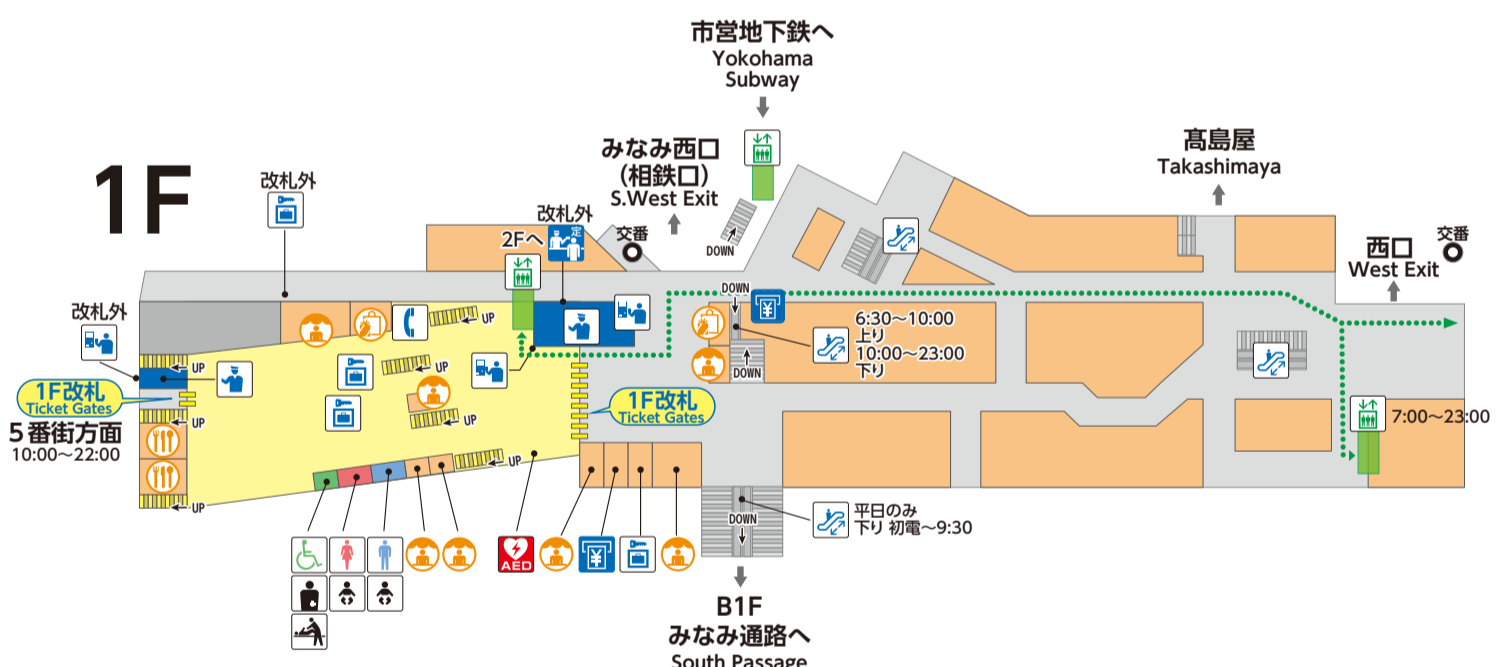 市営地下鉄へ
Yokohama
Subway
みなみ西口
(相鉄口)
S.West Exit
髙島屋
Takashimaya
1F
改札外
改札外
2Fへ
定
交番
DOWN
西口
West Exit
交番
改札外
UP
UP
DOWN
¥
6:30〜10:00
上り
10:00〜23:00
下り
UP
DOWN
1F改札
Ticket Gates
1F改札
Ticket Gates
7:00〜23:00
5番街方面
10:00〜22:00
UP
UP
UP
UP
DOWN
平日のみ
下り 初電〜9:30
AED
¥
B1F
みなみ通路へ
South Passage